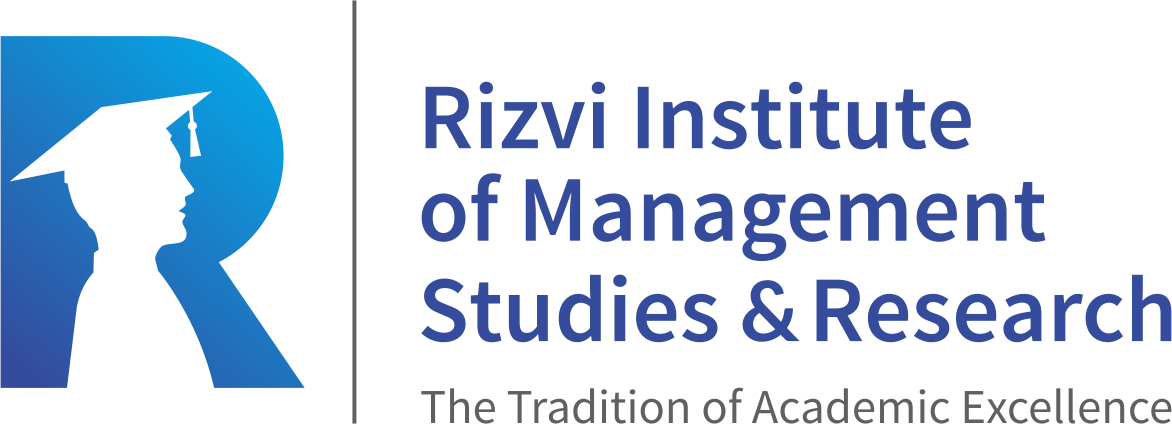 Rizvi Institute
of Management
Studies & Research
The Tradition of Academic Excellence